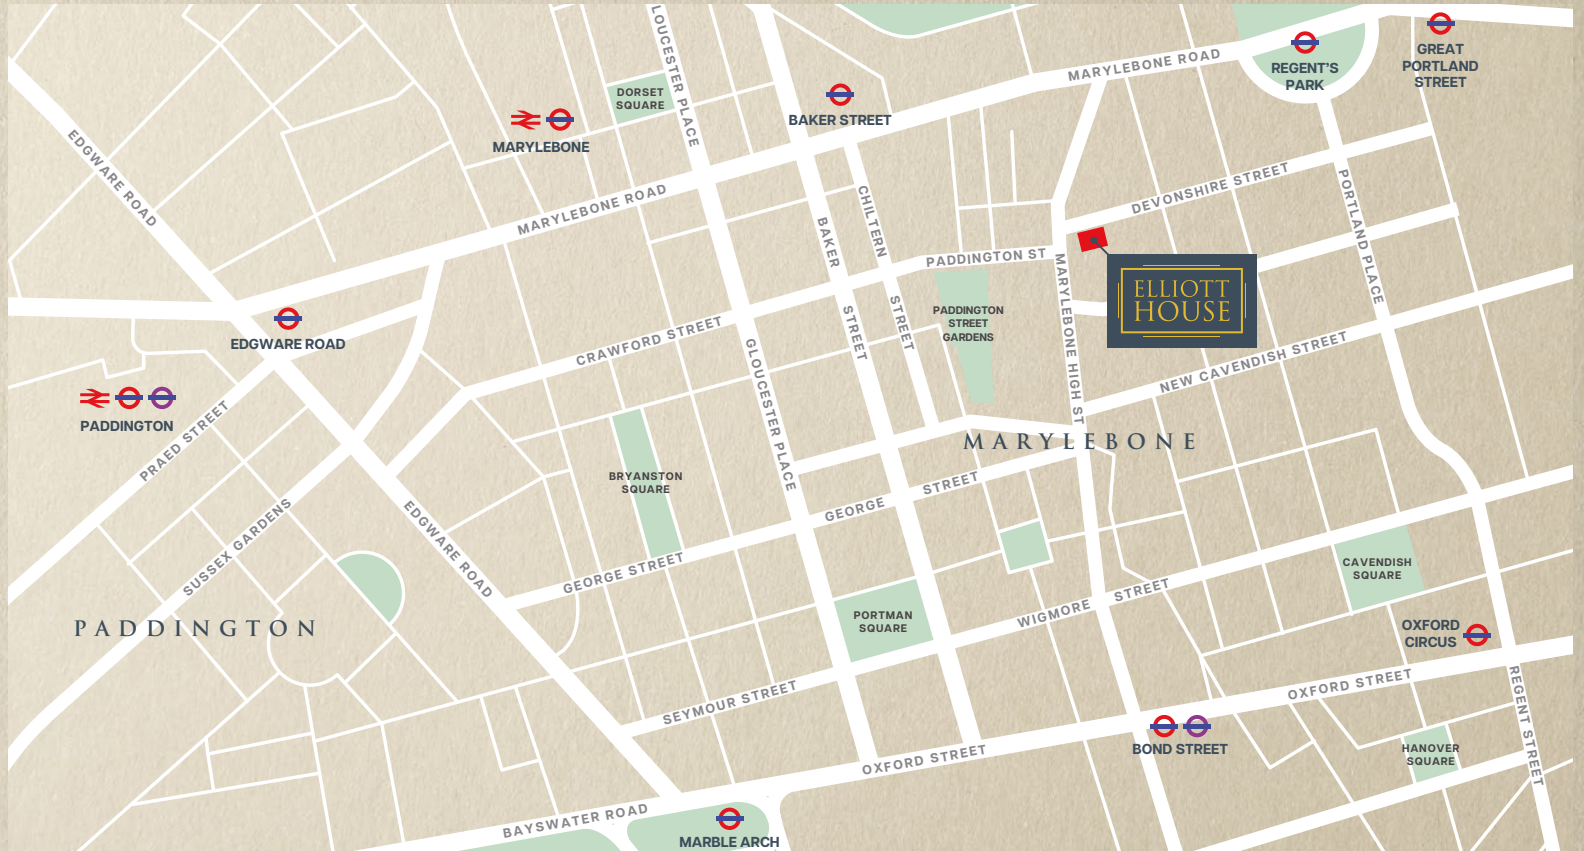 GREAT
PORTLAND
STREET
REGENT'S
PARK
MARYLEBONE ROAD
LOUCESTER PLACE
DORSET
SQUARE
BAKER STREET
MARYLEBONE
EDGWARE ROAD
MARYLEBONE ROAD
DEVONSHIRE STREET
PORTLAND PLACE
CHILTERN
STREET
BAKER
STREET
PADDINGTON ST
MARYLEBONE HIGH ST
ELLIOTT
HOUSE
PADDINGTON
STREET
GARDENS
EDGWARE ROAD
CRAWFORD STREET
GLOUCESTER PLACE
NEW CAVENDISH STREET
PADDINGTON
PRAED STREET
MARYLEBONE
BRYANSTON
SQUARE
GEORGE
STREET
EDGWARE ROAD
SUSSEX GARDENS
GEORGE STREET
CAVENDISH
SQUARE
WIGMORE
STREET
PORTMAN
SQUARE
PADDINGTON
OXFORD
CIRCUS
OXFORD STREET
REGENT STREET
SEYMOUR STREET
BOND STREET
HANOVER
SQUARE
OXFORD STREET
BAYSWATER ROAD
MARBLE ARCH